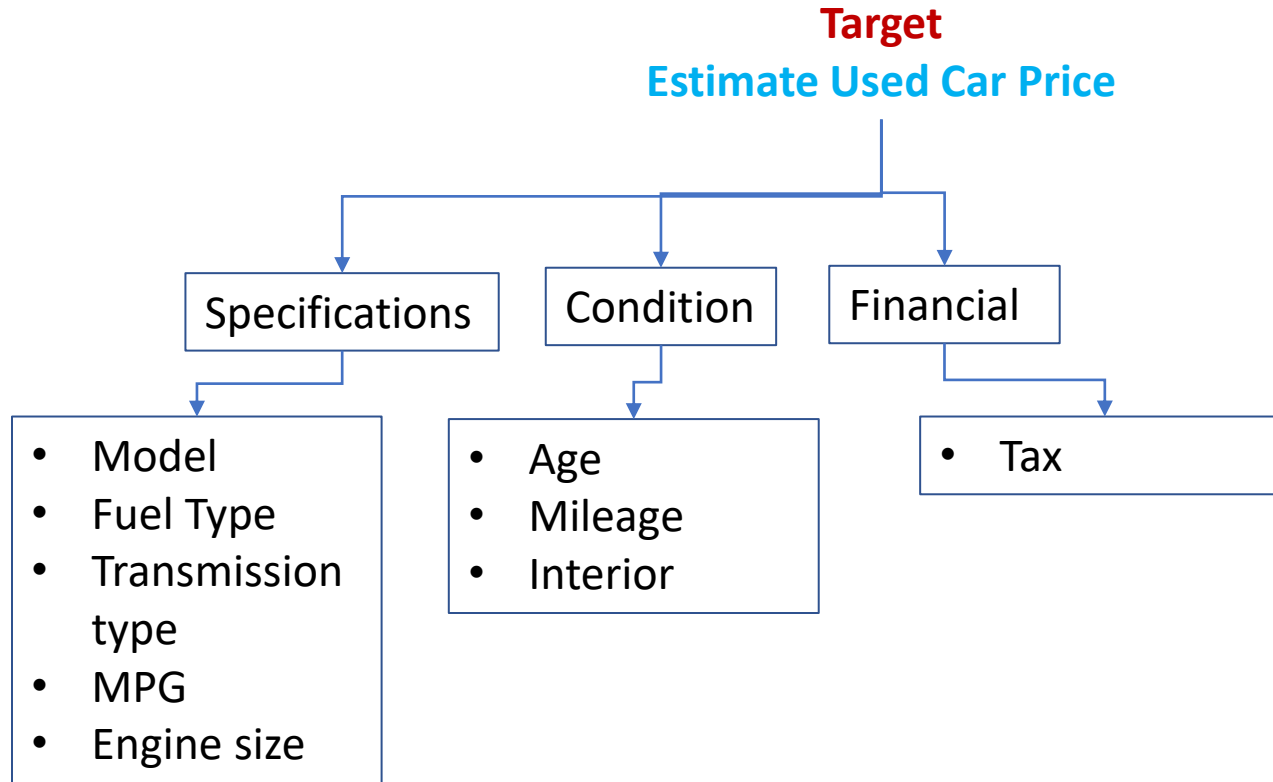 Target
Estimate Used Car Price
Specifications
Condition
Financial
• Model
• Fuel Type
• Transmission
type
• MPG
• Engine size
• Age
• Mileage
• Interior
• Tax